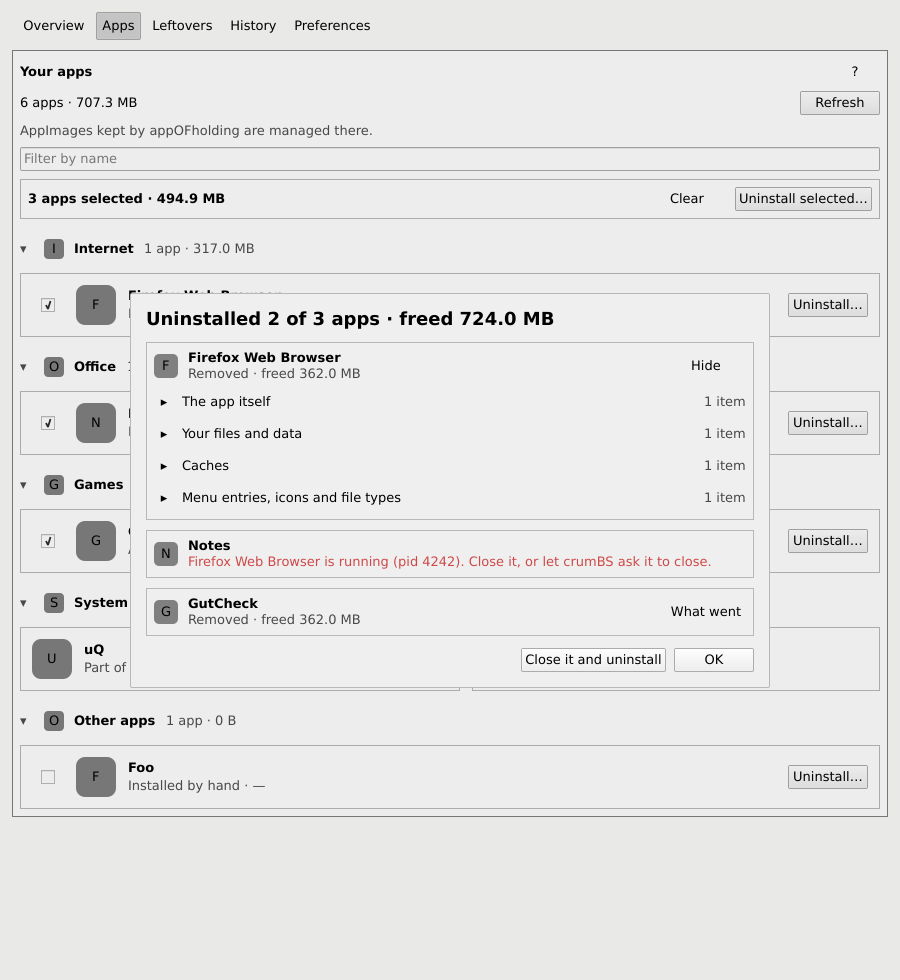 Overview Apps Leftovers History Preferences
Your apps ?
6 apps · 707.3 MB Refresh
AppImages kept by appOFholding are managed there.
Filter by name
3 apps selected · 494.9 MB Clear Uninstall selected...
▾ I Internet 1 app · 317.0 MB
F Firefox Web Browser Uninstall...
Uninstalled 2 of 3 apps · freed 724.0 MB
F Firefox Web Browser
Removed · freed 362.0 MB Hide
▸ The app itself 1 item
▸ Your files and data 1 item
▸ Caches 1 item
▸ Menu entries, icons and file types 1 item
N Notes
Firefox Web Browser is running (pid 4242). Close it, or let crumBS ask it to close.
G GutCheck
Removed · freed 362.0 MB What went
Close it and uninstall OK
▾ O Office
N Uninstall...
▾ G Games
G Uninstall...
▾ S System
U uQ
Part of
▾ O Other apps 1 app · 0 B
F Foo
Installed by hand · — Uninstall...